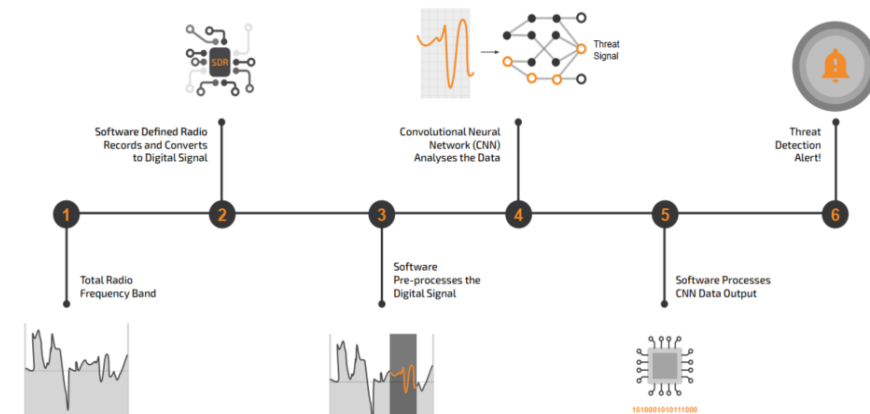 SDR
Threat
Signal
Software Defined Radio
Records and Converts
to Digital Signal
Convolutional Neural
Network (CNN)
Analyses the Data
Threat
Detection
Alert!
1
2
3
4
5
6
Total Radio
Frequency Band
Software
Pre-processes the
Digital Signal
Software Processes
CNN Data Output
1010001010111000